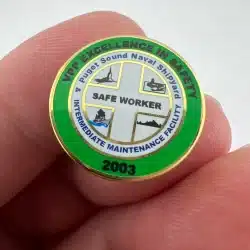 VPP EXCELLENCE IN SAFETY
Puget Sound Naval Shipyard
& INTERMEDIATE MAINTENANCE FACILITY
SAFE WORKER
2003